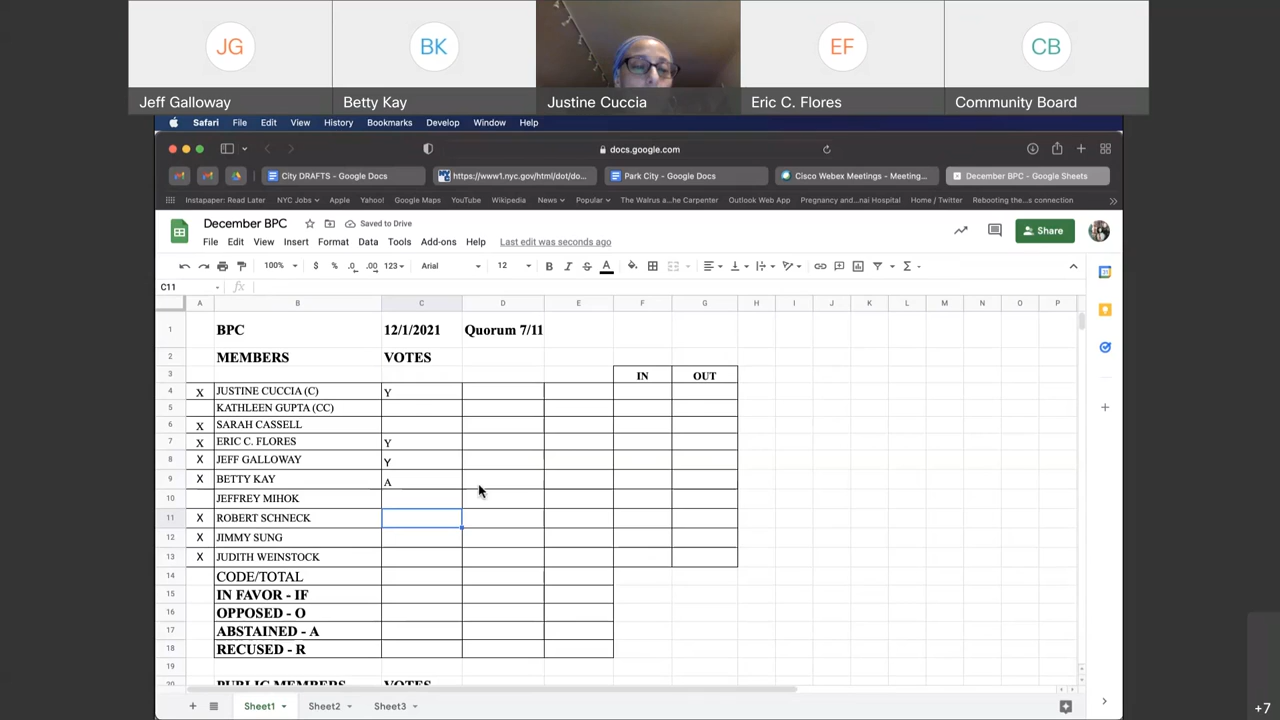 JG BK EF CB
Jeff Galloway Betty Kay Justine Cuccia Eric C. Flores Community Board
Safari File Edit View History Bookmarks Develop Window Help
docs.google.com
City DRAFTS - Google Docs https://www1.nyc.gov/html/dot/do... Park City - Google Docs Cisco Webex Meetings - Meeting... December BPC - Google Sheets
Instapaper: Read Later NYC Jobs Apple Yahoo! Google Maps YouTube Wikipedia News Popular The Walrus a...he Carpenter Outlook Web App Pregnancy and...nai Hospital Home / Twitter Rebooting the...s connection
December BPC Saved to Drive
File Edit View Insert Format Data Tools Add-ons Help Last edit was seconds ago
Share
100% $ % .0 .00 123 Arial 12 B I S A
C11 fx
A B C D E F G H I J K L M N O P
1 BPC 12/1/2021 Quorum 7/11
2 MEMBERS VOTES
3 IN OUT
4 X JUSTINE CUCCIA (C) Y
5 KATHLEEN GUPTA (CC)
6 X SARAH CASSELL
7 X ERIC C. FLORES Y
8 X JEFF GALLOWAY Y
9 X BETTY KAY A
10 JEFFREY MIHOK
11 X ROBERT SCHNECK
12 X JIMMY SUNG
13 X JUDITH WEINSTOCK
14 CODE/TOTAL
15 IN FAVOR - IF
16 OPPOSED - O
17 ABSTAINED - A
18 RECUSED - R
19
20 PUBLIC MEMBERS VOTES
Sheet1 Sheet2 Sheet3
+7